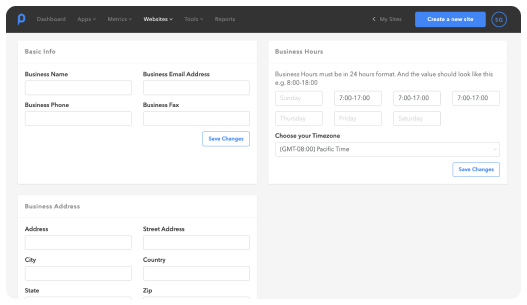 Dashboard Apps Metrics Websites Tools Reports My Sites Create a new site SG
Basic Info
Business Name Business Email Address
Business Phone Business Fax
Save Changes
Business Hours
Business Hours must be in 24 hours format. And the value should look like this
e.g. 8:00-18:00
Sunday 7:00-17:00 7:00-17:00 7:00-17:00
Thursday Friday Saturday
Choose your Timezone
(GMT-08:00) Pacific Time
Save Changes
Business Address
Address Street Address
City Country
State Zip